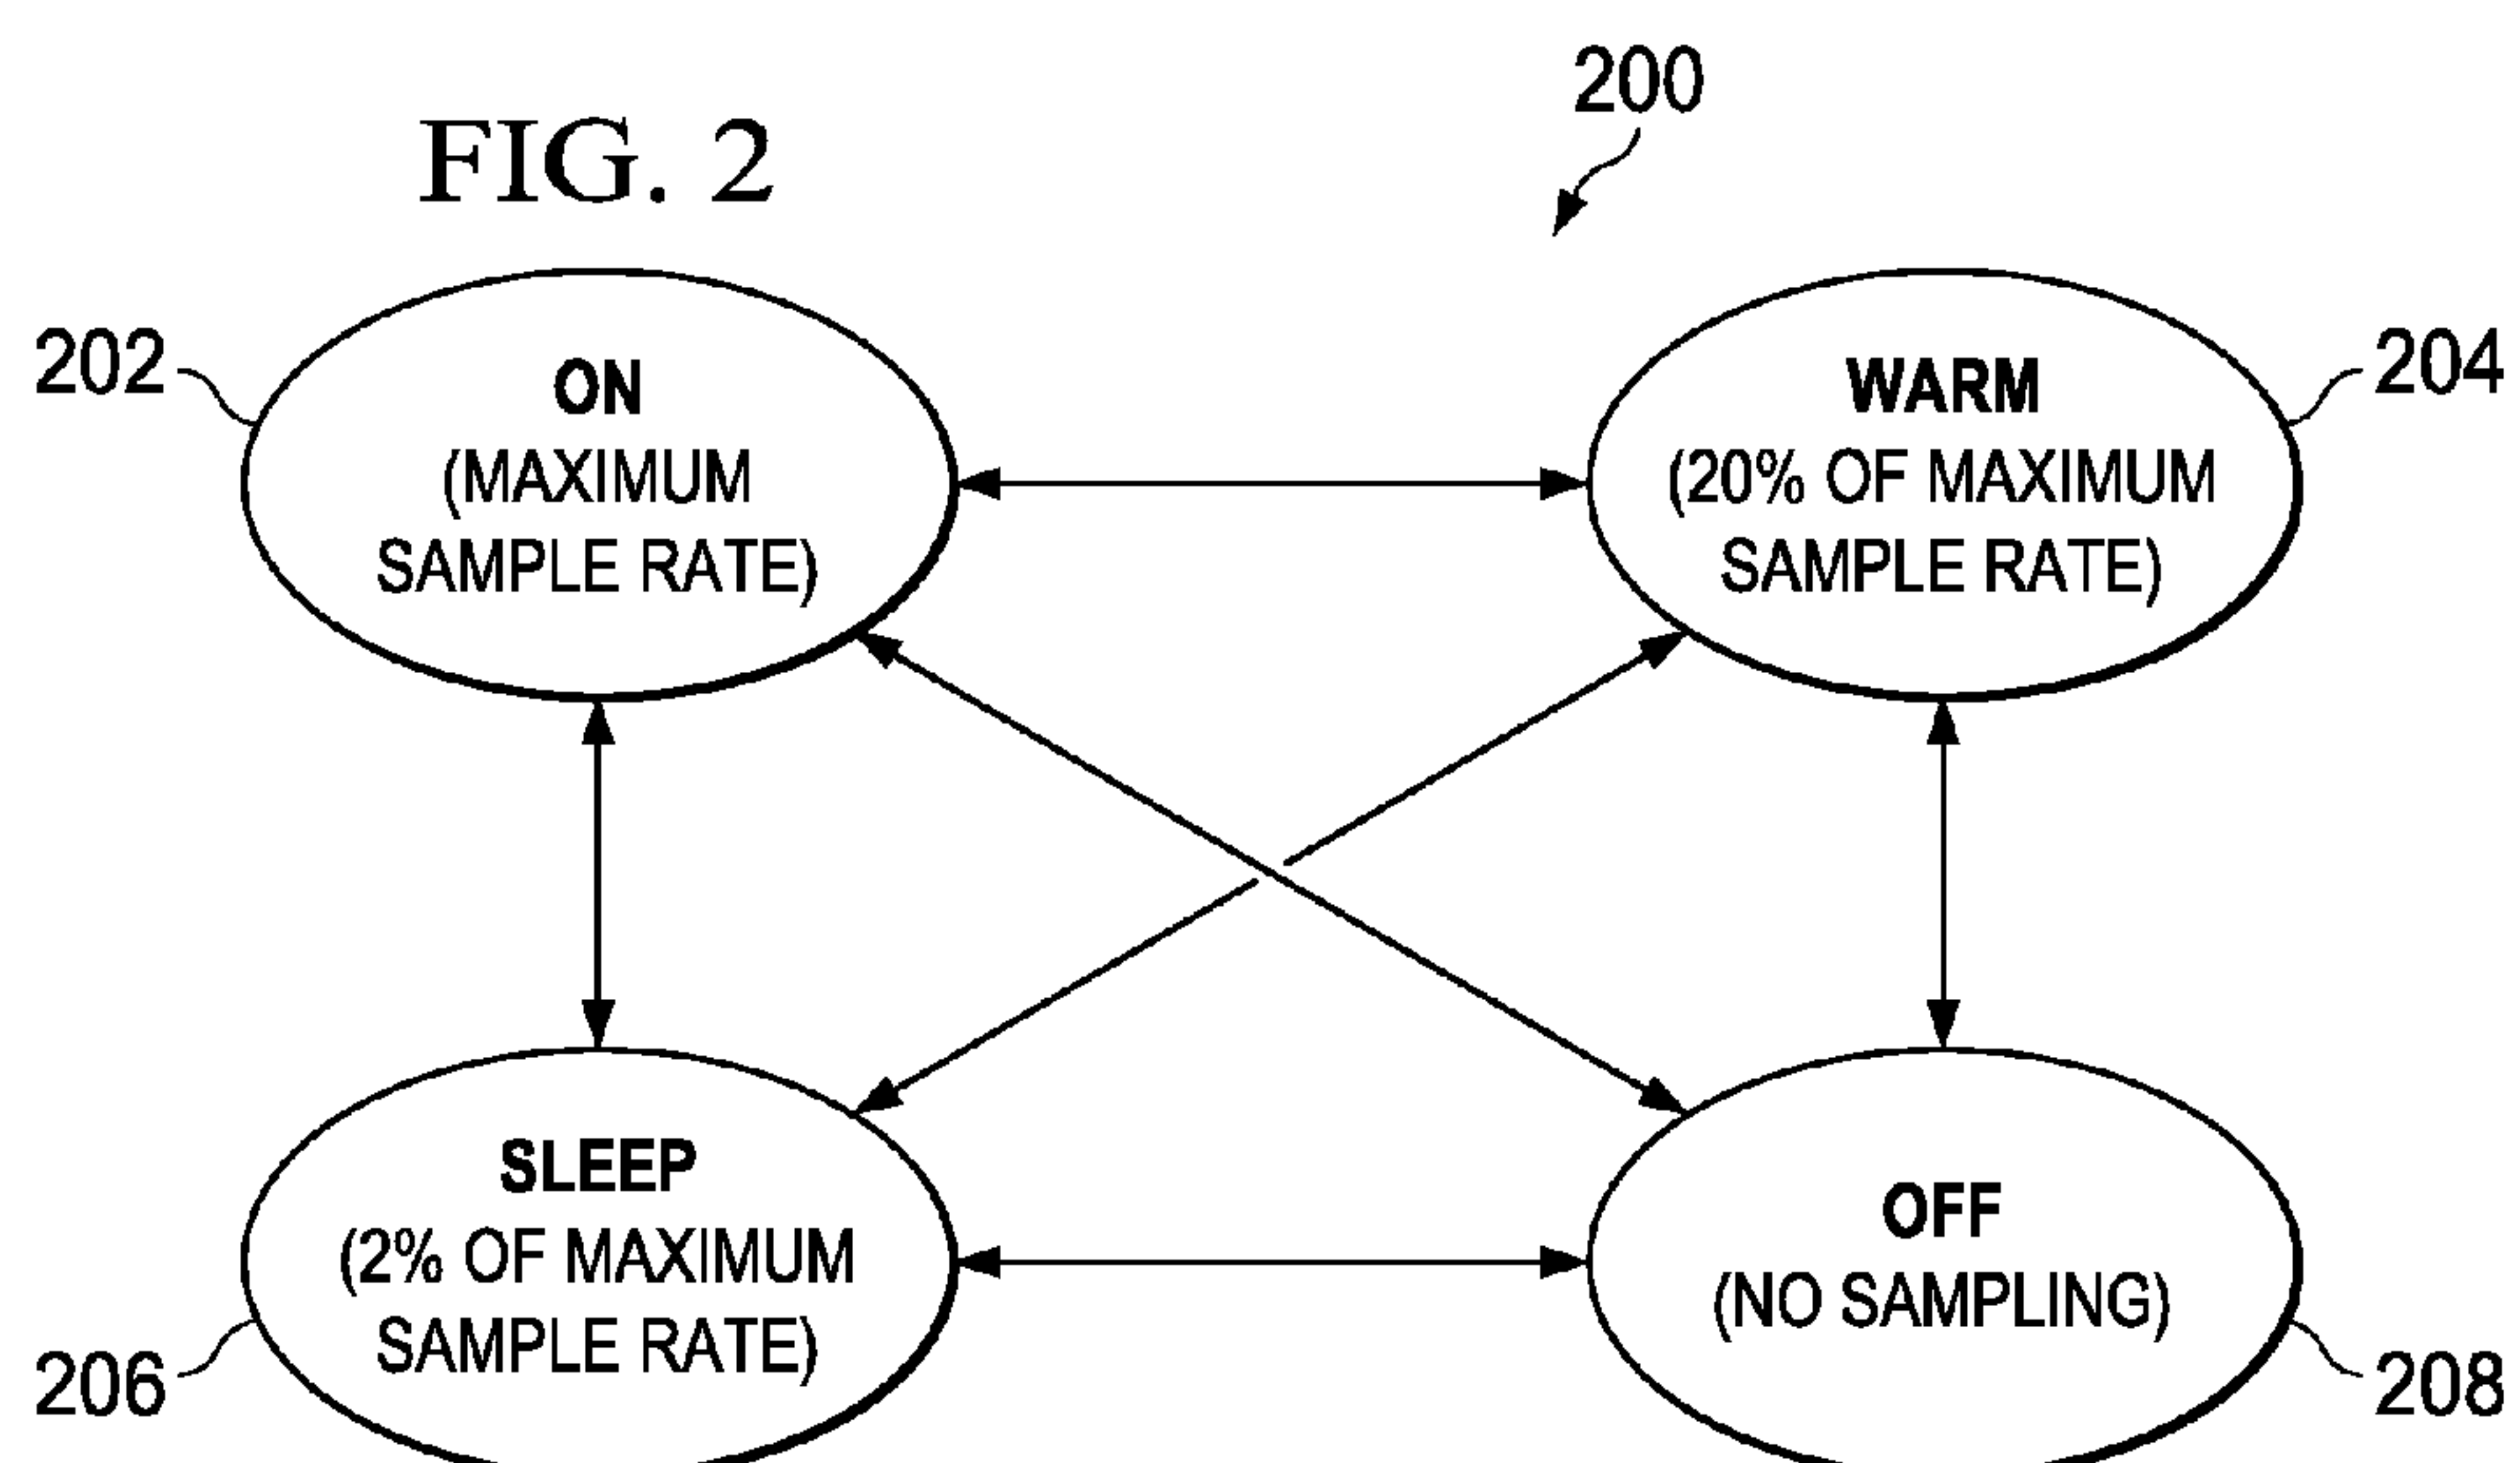 200
FIG. 2
202
ON
(MAXIMUM
SAMPLE RATE)
WARM
(20% OF MAXIMUM
SAMPLE RATE)
204
SLEEP
(2% OF MAXIMUM
SAMPLE RATE)
206
OFF
(NO SAMPLING)
208